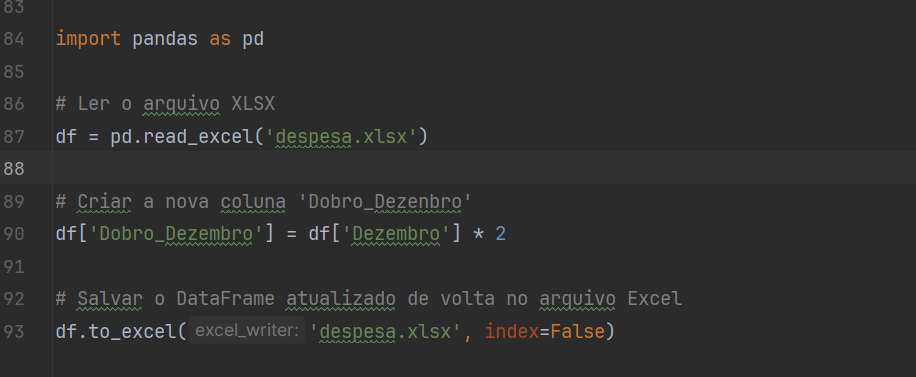 83
84 import pandas as pd
85
86 # Ler o arquivo XLSX
87 df = pd.read_excel('despesa.xlsx')
88
89 # Criar a nova coluna 'Dobro_Dezenbro'
90 df['Dobro_Dezembro'] = df['Dezembro'] * 2
91
92 # Salvar o DataFrame atualizado de volta no arquivo Excel
93 df.to_excel( excel_writer: 'despesa.xlsx', index=False)